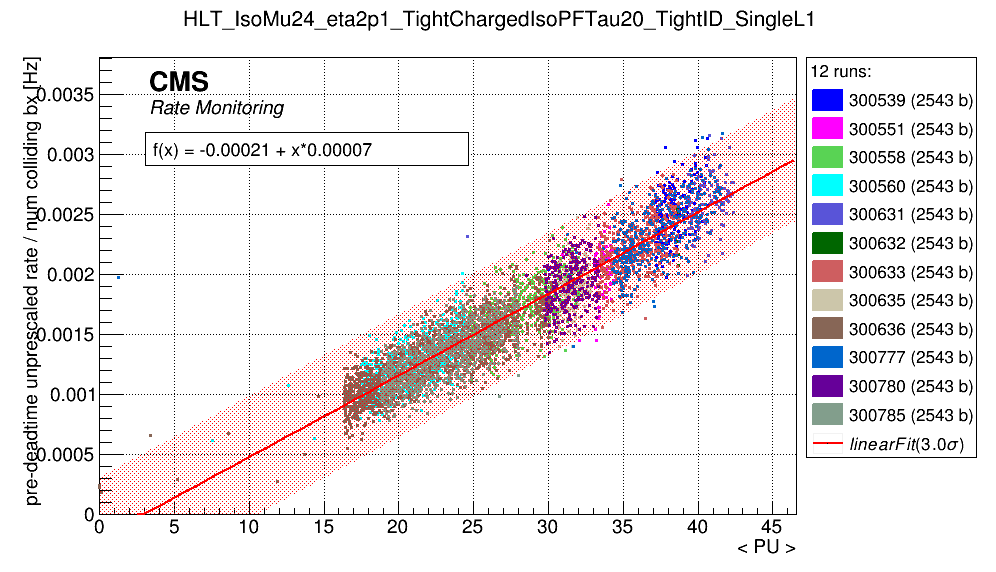 HLT_IsoMu24_eta2p1_TightChargedIsoPFTau20_TightID_SingleL1
pre-deadtime unprescaled rate / num colliding bx [Hz]
0.0035
0.003
0.0025
0.002
0.0015
0.001
0.0005
0
CMS
Rate Monitoring
f(x) = -0.00021 + x*0.00007
0 5 10 15 20 25 30 35 40 45
< PU >
12 runs:
300539 (2543 b)
300551 (2543 b)
300558 (2543 b)
300560 (2543 b)
300631 (2543 b)
300632 (2543 b)
300633 (2543 b)
300635 (2543 b)
300636 (2543 b)
300777 (2543 b)
300780 (2543 b)
300785 (2543 b)
linearFit(3.0σ)